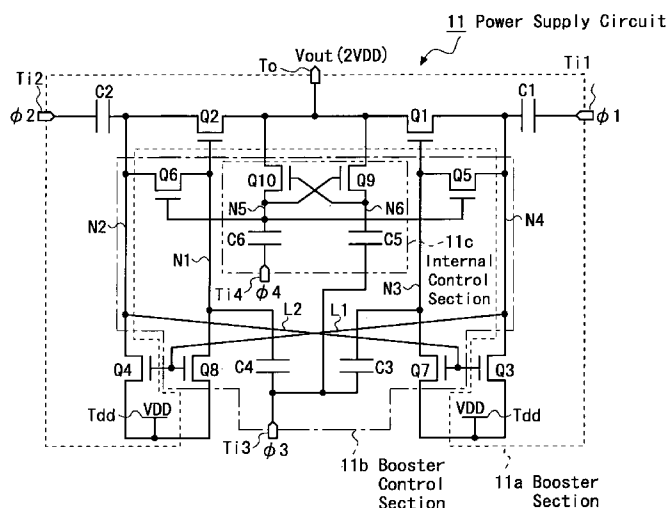 11 Power Supply Circuit
Vout(2VDD)
To
Ti2
C2
Q2
Q1
C1
Ti1
φ2
φ1
Q6
Q10
Q9
Q5
N2
N5
N6
N4
C6
C5
11c
Internal
Control
Section
N1
Ti4
φ4
N3
L2
L1
Q4
Q8
C4
C3
Q7
Q3
Tdd
VDD
VDD
Tdd
Ti3
φ3
11b Booster
Control
Section
11a Booster
Section